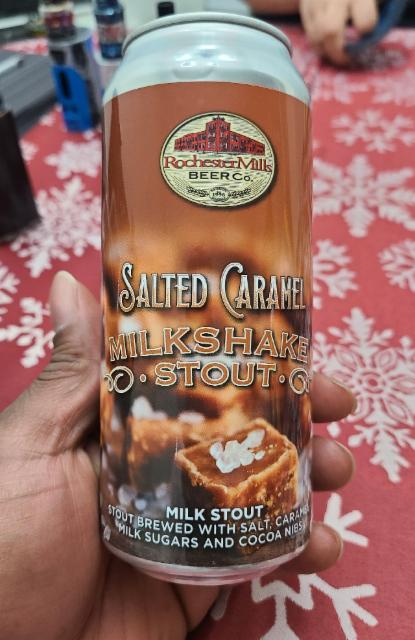 Rochester Mills
BEER Co.
SALTED CARAMEL
MILKSHAKE
STOUT
MILK STOUT
STOUT BREWED WITH SALT, CARAMEL
MILK SUGARS AND COCOA NIBS